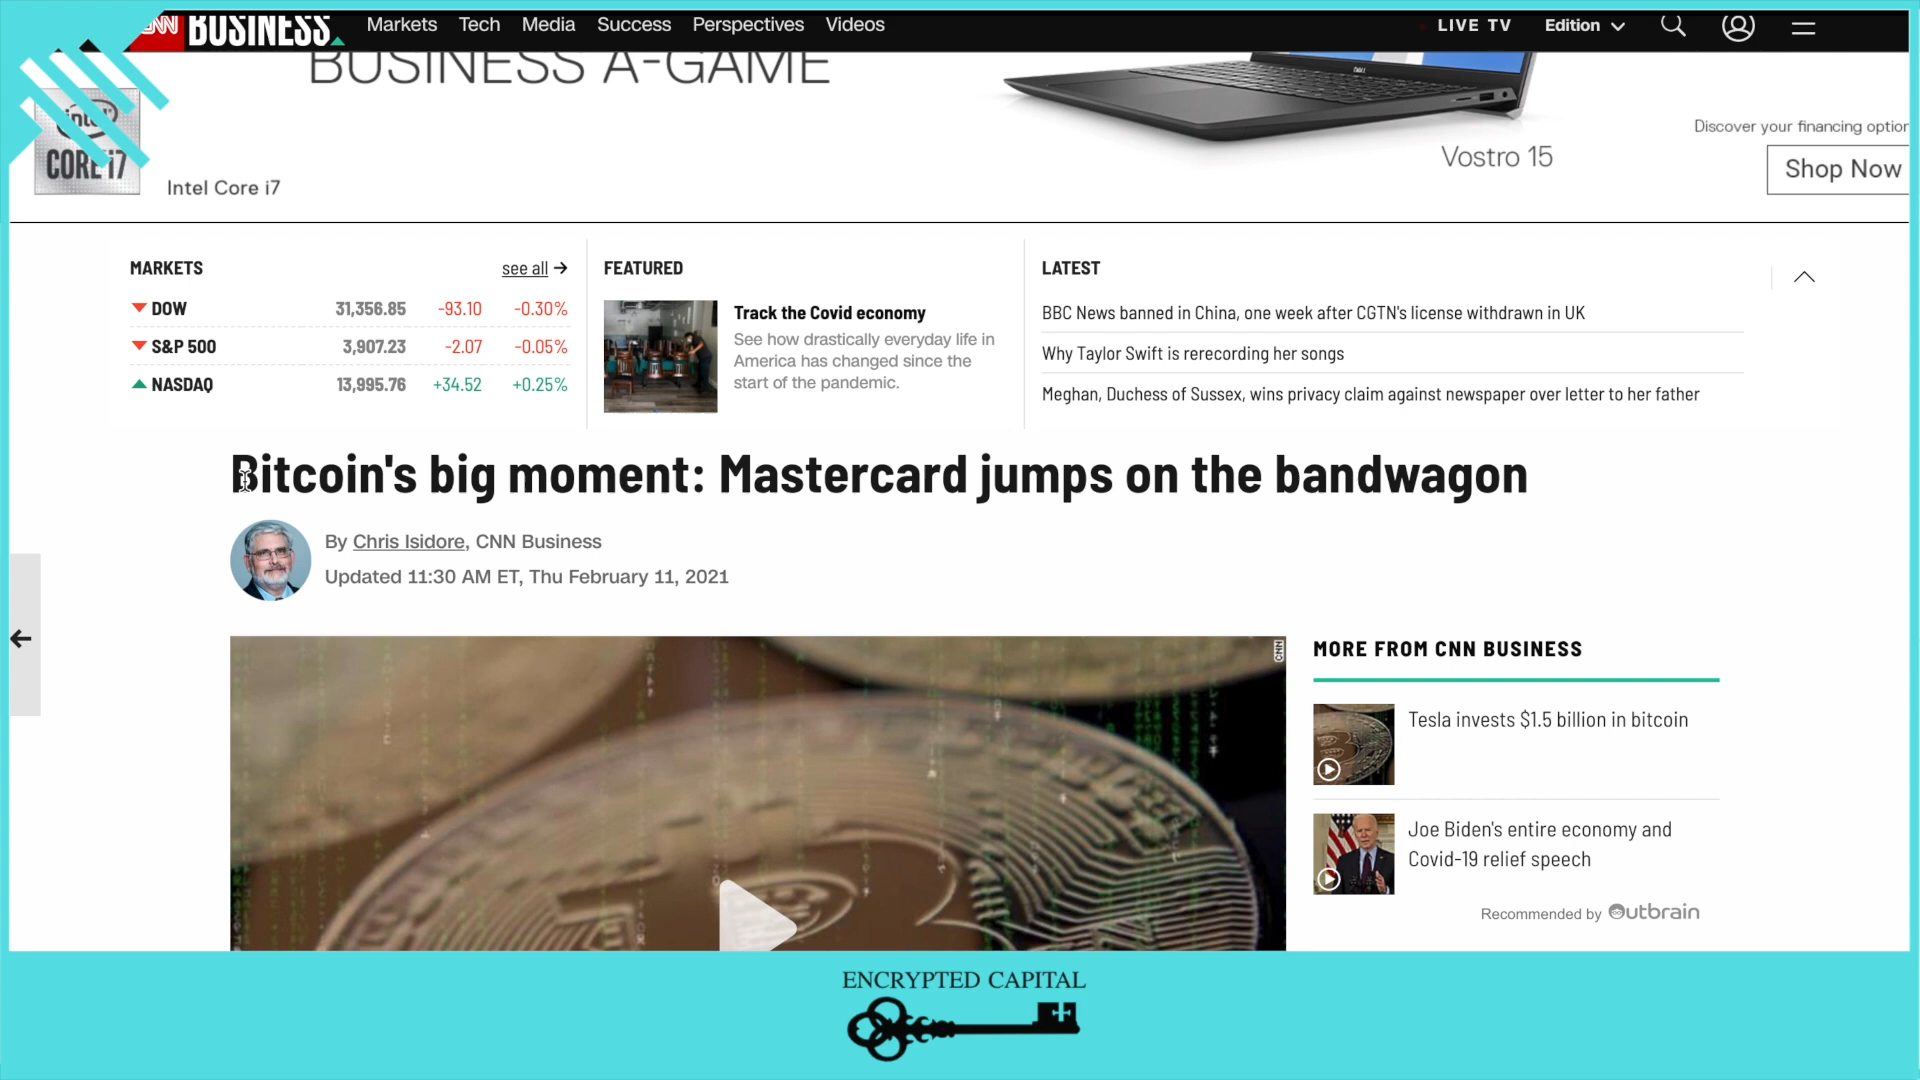 CNN BUSINESS Markets Tech Media Success Perspectives Videos LIVE TV Edition
BUSINESS A-GAME
intel
CORE i7
Intel Core i7
Vostro 15
Discover your financing option
Shop Now
MARKETS see all →
DOW 31,356.85 -93.10 -0.30%
S&P 500 3,907.23 -2.07 -0.05%
NASDAQ 13,995.76 +34.52 +0.25%
FEATURED
Track the Covid economy
See how drastically everyday life in
America has changed since the
start of the pandemic.
LATEST
BBC News banned in China, one week after CGTN's license withdrawn in UK
Why Taylor Swift is rerecording her songs
Meghan, Duchess of Sussex, wins privacy claim against newspaper over letter to her father
Bitcoin's big moment: Mastercard jumps on the bandwagon
By Chris Isidore, CNN Business
Updated 11:30 AM ET, Thu February 11, 2021
CNN
MORE FROM CNN BUSINESS
Tesla invests $1.5 billion in bitcoin
Joe Biden's entire economy and
Covid-19 relief speech
Recommended by Outbrain
ENCRYPTED CAPITAL